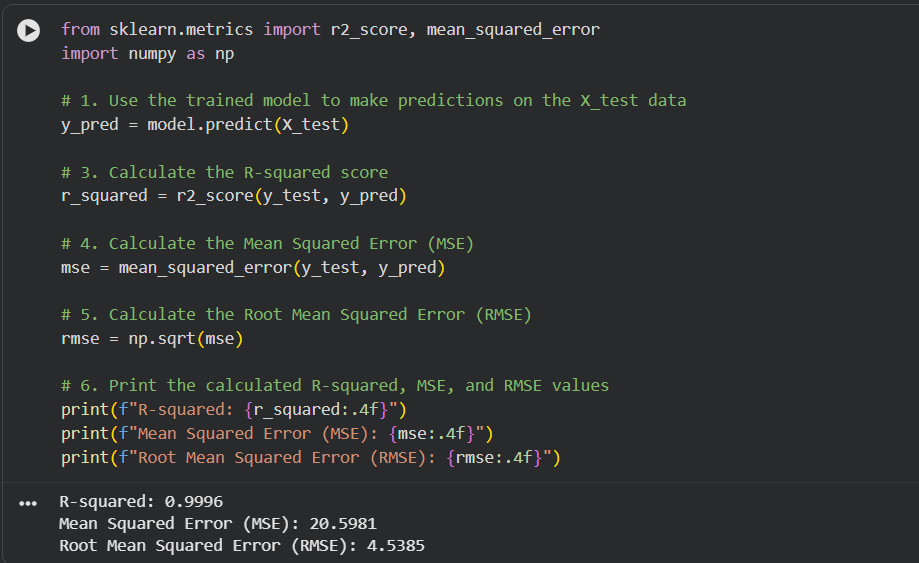 from sklearn.metrics import r2_score, mean_squared_error
import numpy as np
# 1. Use the trained model to make predictions on the X_test data
y_pred = model.predict(X_test)
# 3. Calculate the R-squared score
r_squared = r2_score(y_test, y_pred)
# 4. Calculate the Mean Squared Error (MSE)
mse = mean_squared_error(y_test, y_pred)
# 5. Calculate the Root Mean Squared Error (RMSE)
rmse = np.sqrt(mse)
# 6. Print the calculated R-squared, MSE, and RMSE values
print(f"R-squared: {r_squared:.4f}")
print(f"Mean Squared Error (MSE): {mse:.4f}")
print(f"Root Mean Squared Error (RMSE): {rmse:.4f}")
R-squared: 0.9996
Mean Squared Error (MSE): 20.5981
Root Mean Squared Error (RMSE): 4.5385